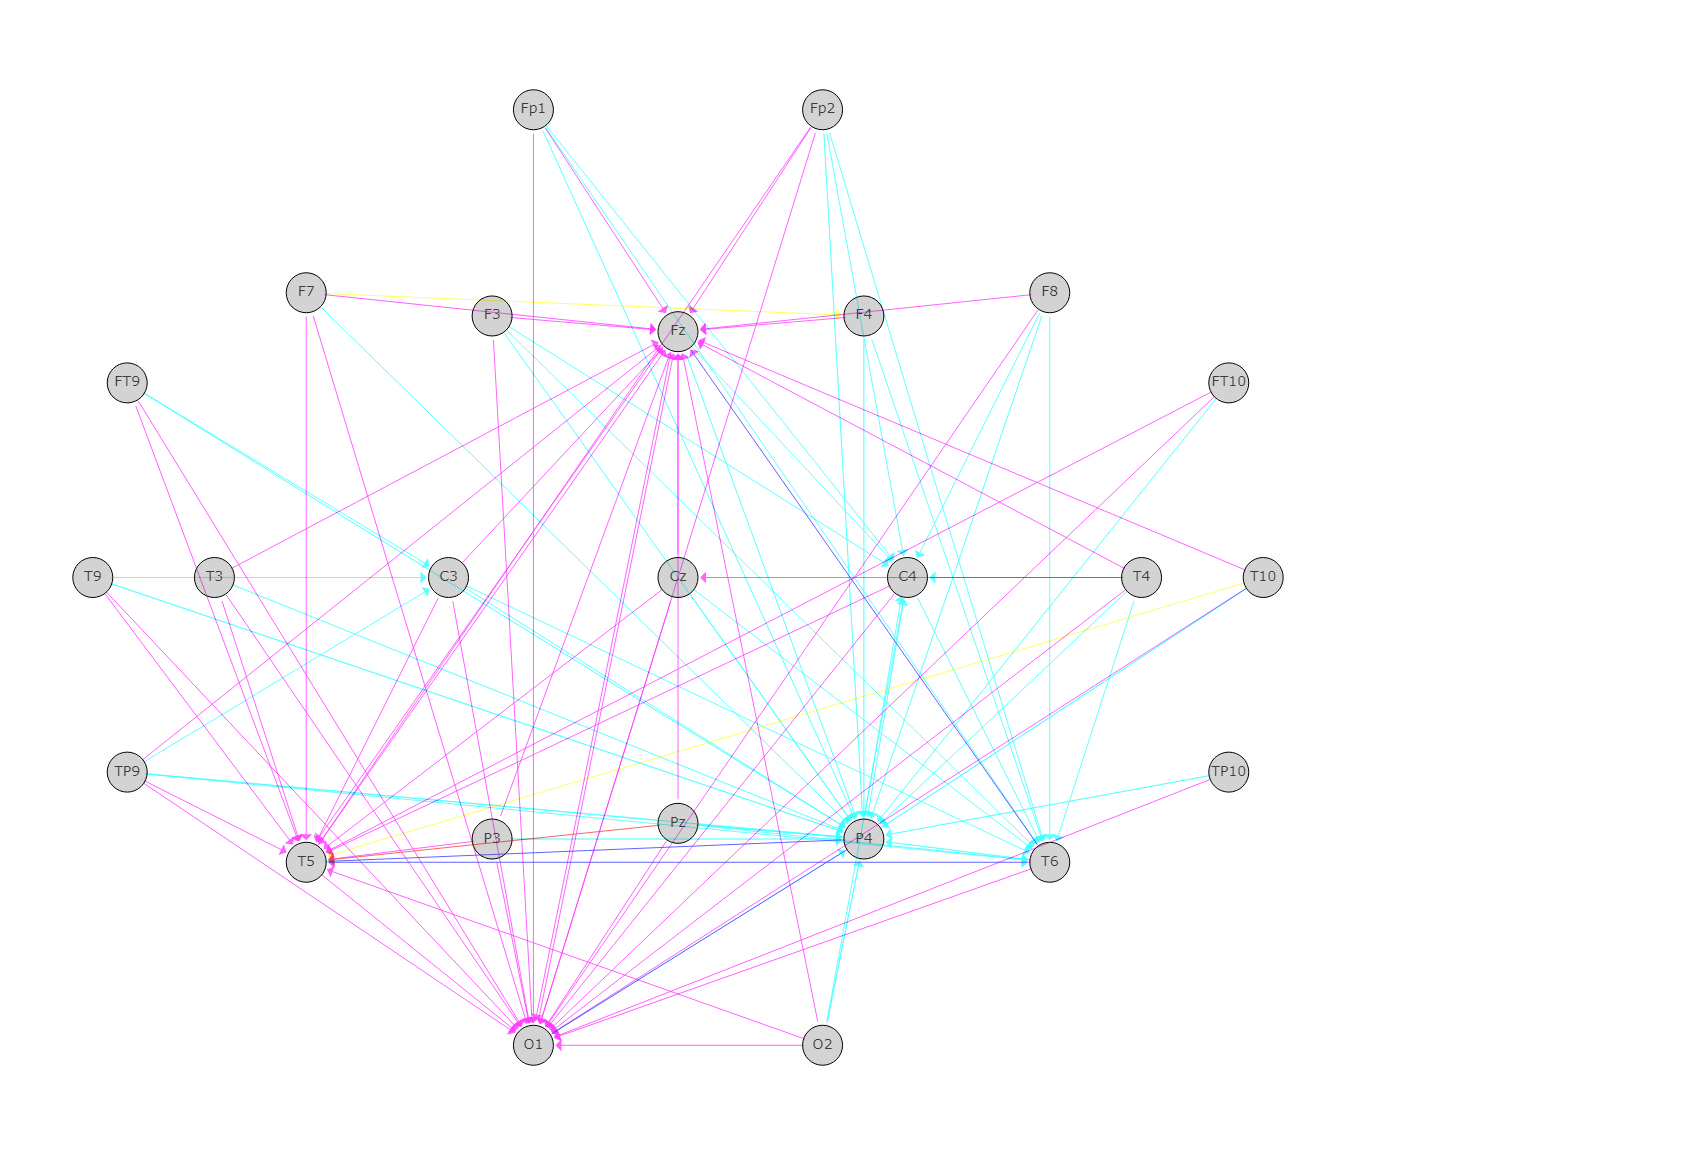 Fp1 Fp2
F7 F3 Fz F4 F8
FT9 FT10
T9 T3 C3 Cz C4 T4 T10
TP9 TP10
T5 P3 Pz P4 T6
O1 O2